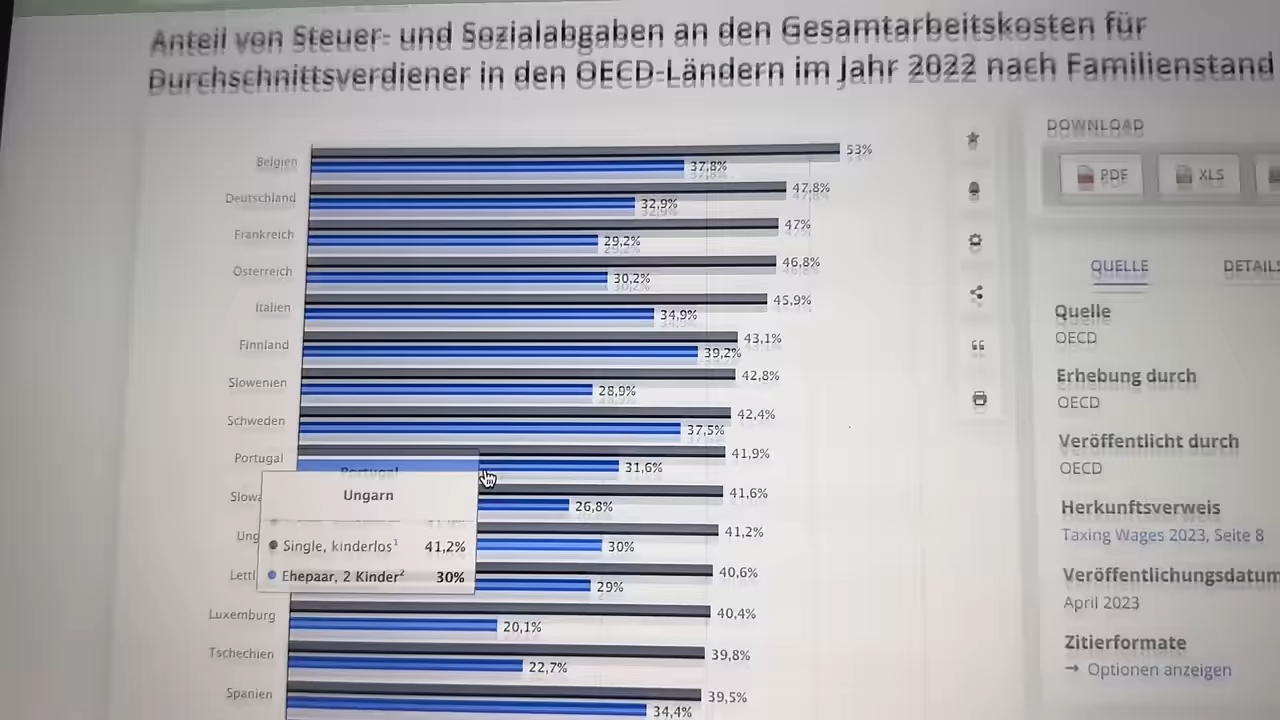 Anteil von Steuer- und Sozialabgaben an den Gesamtarbeitskosten für
Durchschnittsverdiener in den OECD-Ländern im Jahr 2022 nach Familienstand
Belgien
53%
37,8%
Deutschland
47,8%
32,9%
Frankreich
47%
29,2%
Österreich
46,8%
30,2%
Italien
45,9%
34,9%
Finnland
43,1%
39,2%
Slowenien
42,8%
28,9%
Schweden
42,4%
37,5%
Portugal
41,9%
31,6%
Slowa
41,6%
26,8%
Ung
41,2%
30%
Lettl
40,6%
29%
Luxemburg
40,4%
20,1%
Tschechien
39,8%
22,7%
Spanien
39,5%
34,4%
Portugal
Ungarn
Single, kinderlos¹ 41,2%
Ehepaar, 2 Kinder² 30%
DOWNLOAD
PDF
XLS
QUELLE
DETAILS
Quelle
OECD
Erhebung durch
OECD
Veröffentlicht durch
OECD
Herkunftsverweis
Taxing Wages 2023, Seite 8
Veröffentlichungsdatum
April 2023
Zitierformate
→ Optionen anzeigen